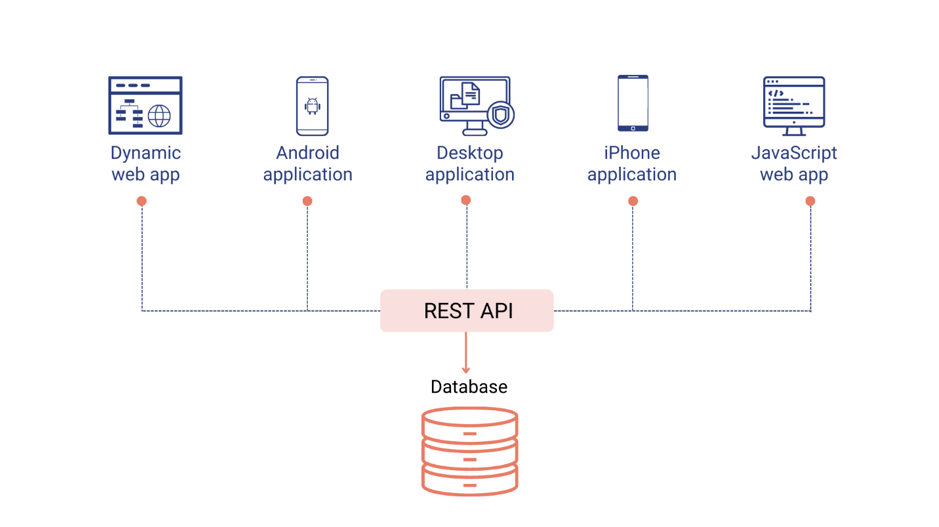 Dynamic
web app
Android
application
Desktop
application
iPhone
application
JavaScript
web app
REST API
Database